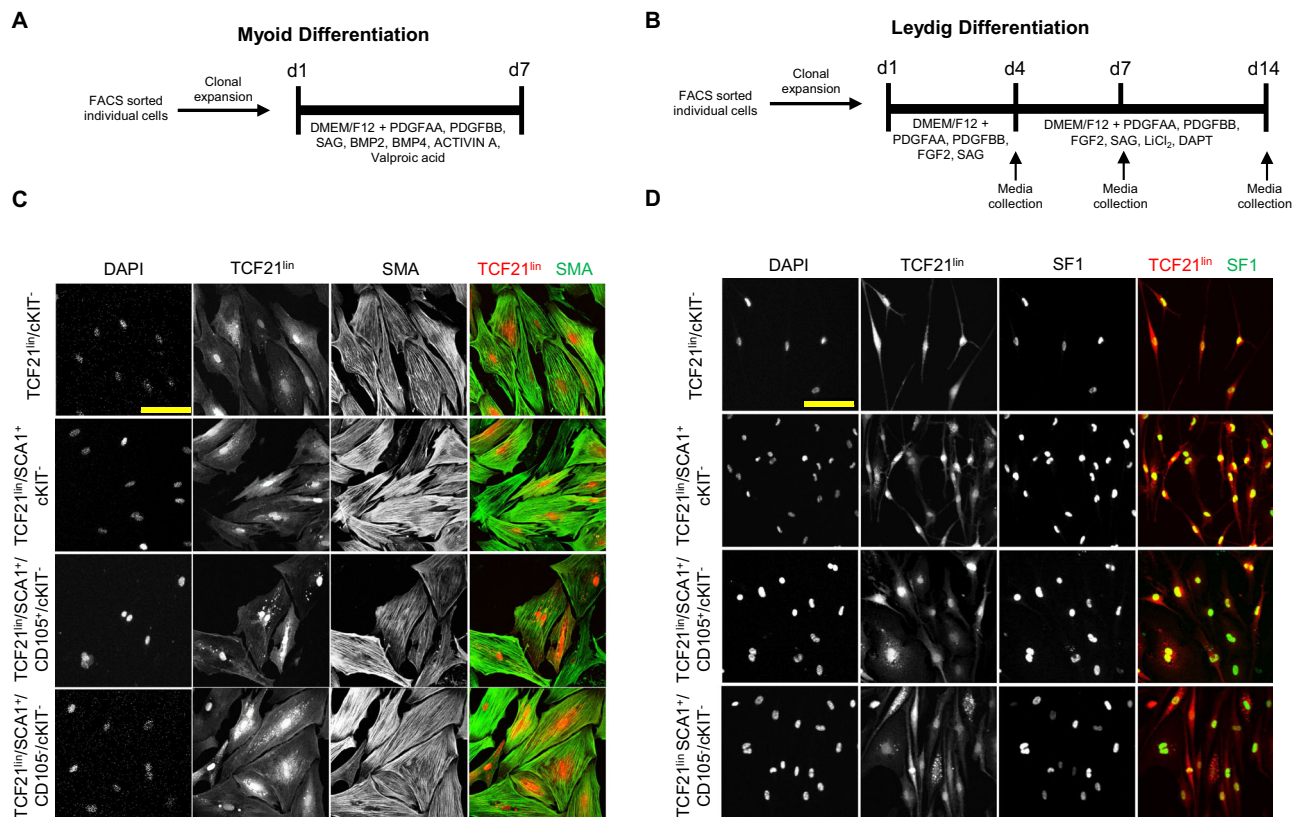 A
Myoid Differentiation
d1
d7
Clonal
expansion
FACS sorted
individual cells
DMEM/F12 + PDGFAA, PDGFBB,
SAG, BMP2, BMP4, ACTIVIN A,
Valproic acid
B
Leydig Differentiation
d1
d4
d7
d14
Clonal
expansion
FACS sorted
individual cells
DMEM/F12 +
PDGFAA, PDGFBB,
FGF2, SAG
DMEM/F12 + PDGFAA, PDGFBB,
FGF2, SAG, LiCl₂, DAPT
Media
collection
Media
collection
Media
collection
C
DAPI
TCF21ˡⁱⁿ
SMA
TCF21ˡⁱⁿ SMA
TCF21ˡⁱⁿ/cKIT⁻
TCF21ˡⁱⁿ/SCA1⁺
cKIT⁻
TCF21ˡⁱⁿ/SCA1⁺/
CD105⁺/cKIT⁻
TCF21ˡⁱⁿ/SCA1⁺/
CD105⁻/cKIT⁻
D
DAPI
TCF21ˡⁱⁿ
SF1
TCF21ˡⁱⁿ SF1
TCF21ˡⁱⁿ/cKIT⁻
TCF21ˡⁱⁿ/SCA1⁺
cKIT⁻
TCF21ˡⁱⁿ/SCA1⁺/
CD105⁺/cKIT⁻
TCF21ˡⁱⁿ SCA1⁺/
CD105⁻/cKIT⁻